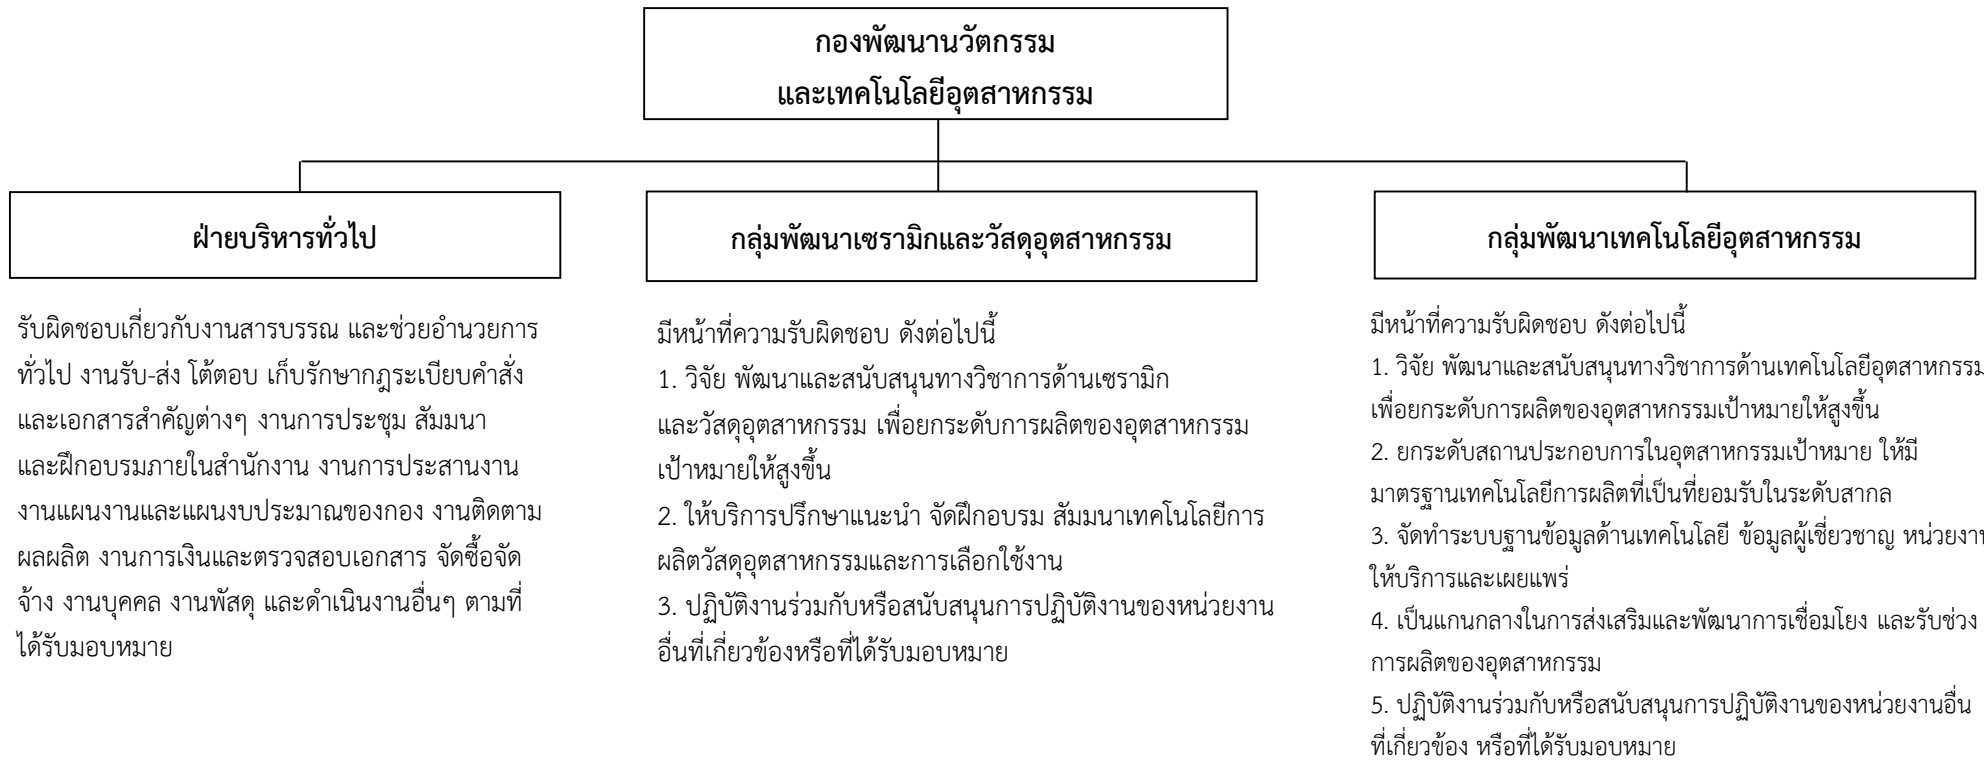 กองพัฒนานวัตกรรม
และเทคโนโลยีอุตสาหกรรม
ฝ่ายบริหารทั่วไป
รับผิดชอบเกี่ยวกับงานสารบรรณ และช่วยอำนวยการ
ทั่วไป งานรับ-ส่ง โต้ตอบ เก็บรักษากฎระเบียบคำสั่ง
และเอกสารสำคัญต่างๆ งานการประชุม สัมมนา
และฝึกอบรมภายในสำนักงาน งานการประสานงาน
งานแผนงานและแผนงบประมาณของกอง งานติดตาม
ผลผลิต งานการเงินและตรวจสอบเอกสาร จัดซื้อจัด
จ้าง งานบุคคล งานพัสดุ และดำเนินงานอื่นๆ ตามที่
ได้รับมอบหมาย
กลุ่มพัฒนาเซรามิกและวัสดุอุตสาหกรรม
มีหน้าที่ความรับผิดชอบ ดังต่อไปนี้
1. วิจัย พัฒนาและสนับสนุนทางวิชาการด้านเซรามิก
และวัสดุอุตสาหกรรม เพื่อยกระดับการผลิตของอุตสาหกรรม
เป้าหมายให้สูงขึ้น
2. ให้บริการปรึกษาแนะนำ จัดฝึกอบรม สัมมนาเทคโนโลยีการ
ผลิตวัสดุอุตสาหกรรมและการเลือกใช้งาน
3. ปฏิบัติงานร่วมกับหรือสนับสนุนการปฏิบัติงานของหน่วยงาน
อื่นที่เกี่ยวข้องหรือที่ได้รับมอบหมาย
กลุ่มพัฒนาเทคโนโลยีอุตสาหกรรม
มีหน้าที่ความรับผิดชอบ ดังต่อไปนี้
1. วิจัย พัฒนาและสนับสนุนทางวิชาการด้านเทคโนโลยีอุตสาหกรรม
เพื่อยกระดับการผลิตของอุตสาหกรรมเป้าหมายให้สูงขึ้น
2. ยกระดับสถานประกอบการในอุตสาหกรรมเป้าหมาย ให้มี
มาตรฐานเทคโนโลยีการผลิตที่เป็นที่ยอมรับในระดับสากล
3. จัดทำระบบฐานข้อมูลด้านเทคโนโลยี ข้อมูลผู้เชี่ยวชาญ หน่วยงาน
ให้บริการและเผยแพร่
4. เป็นแกนกลางในการส่งเสริมและพัฒนาการเชื่อมโยง และรับช่วง
การผลิตของอุตสาหกรรม
5. ปฏิบัติงานร่วมกับหรือสนับสนุนการปฏิบัติงานของหน่วยงานอื่น
ที่เกี่ยวข้อง หรือที่ได้รับมอบหมาย